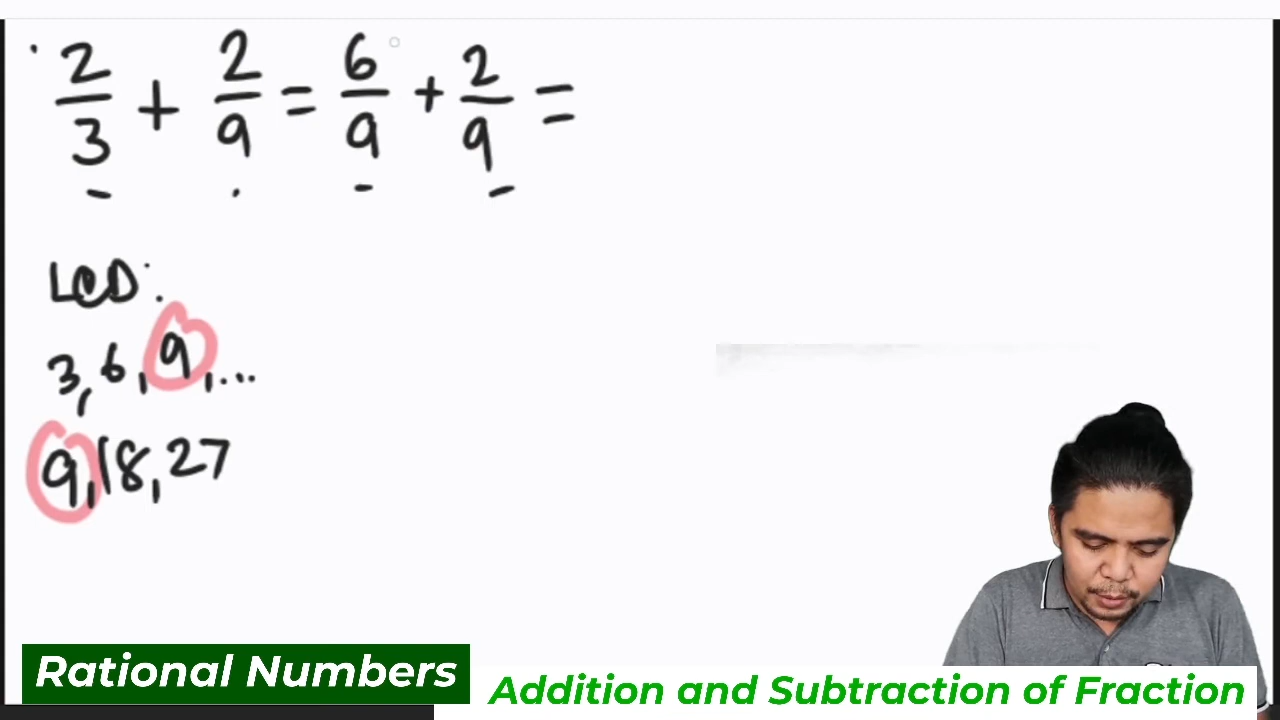 2/3 + 2/9 = 6/9 + 2/9 =
LCD:
3, 6, 9, ...
9, 18, 27
Rational Numbers
Addition and Subtraction of Fraction